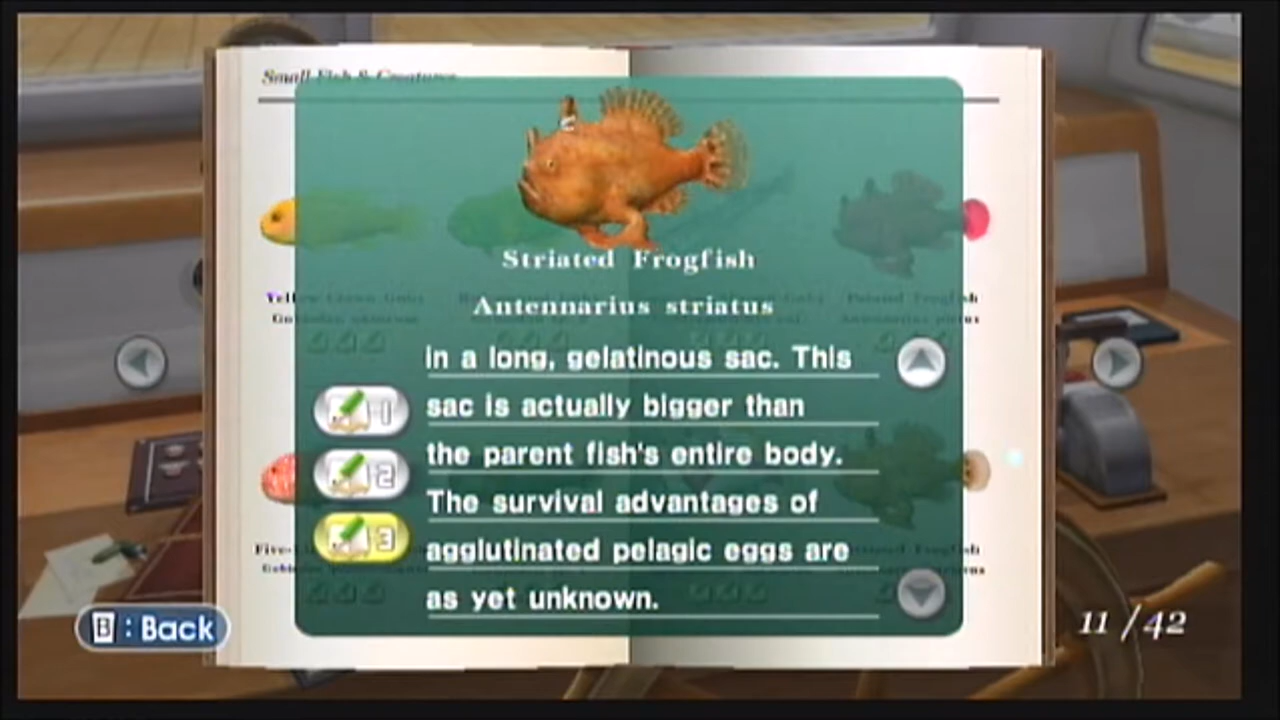 Small Fish & Creatures
Striated Frogfish
Antennarius striatus
in a long, gelatinous sac. This
sac is actually bigger than
the parent fish's entire body.
The survival advantages of
agglutinated pelagic eggs are
as yet unknown.
1
2
3
B : Back
11 / 42